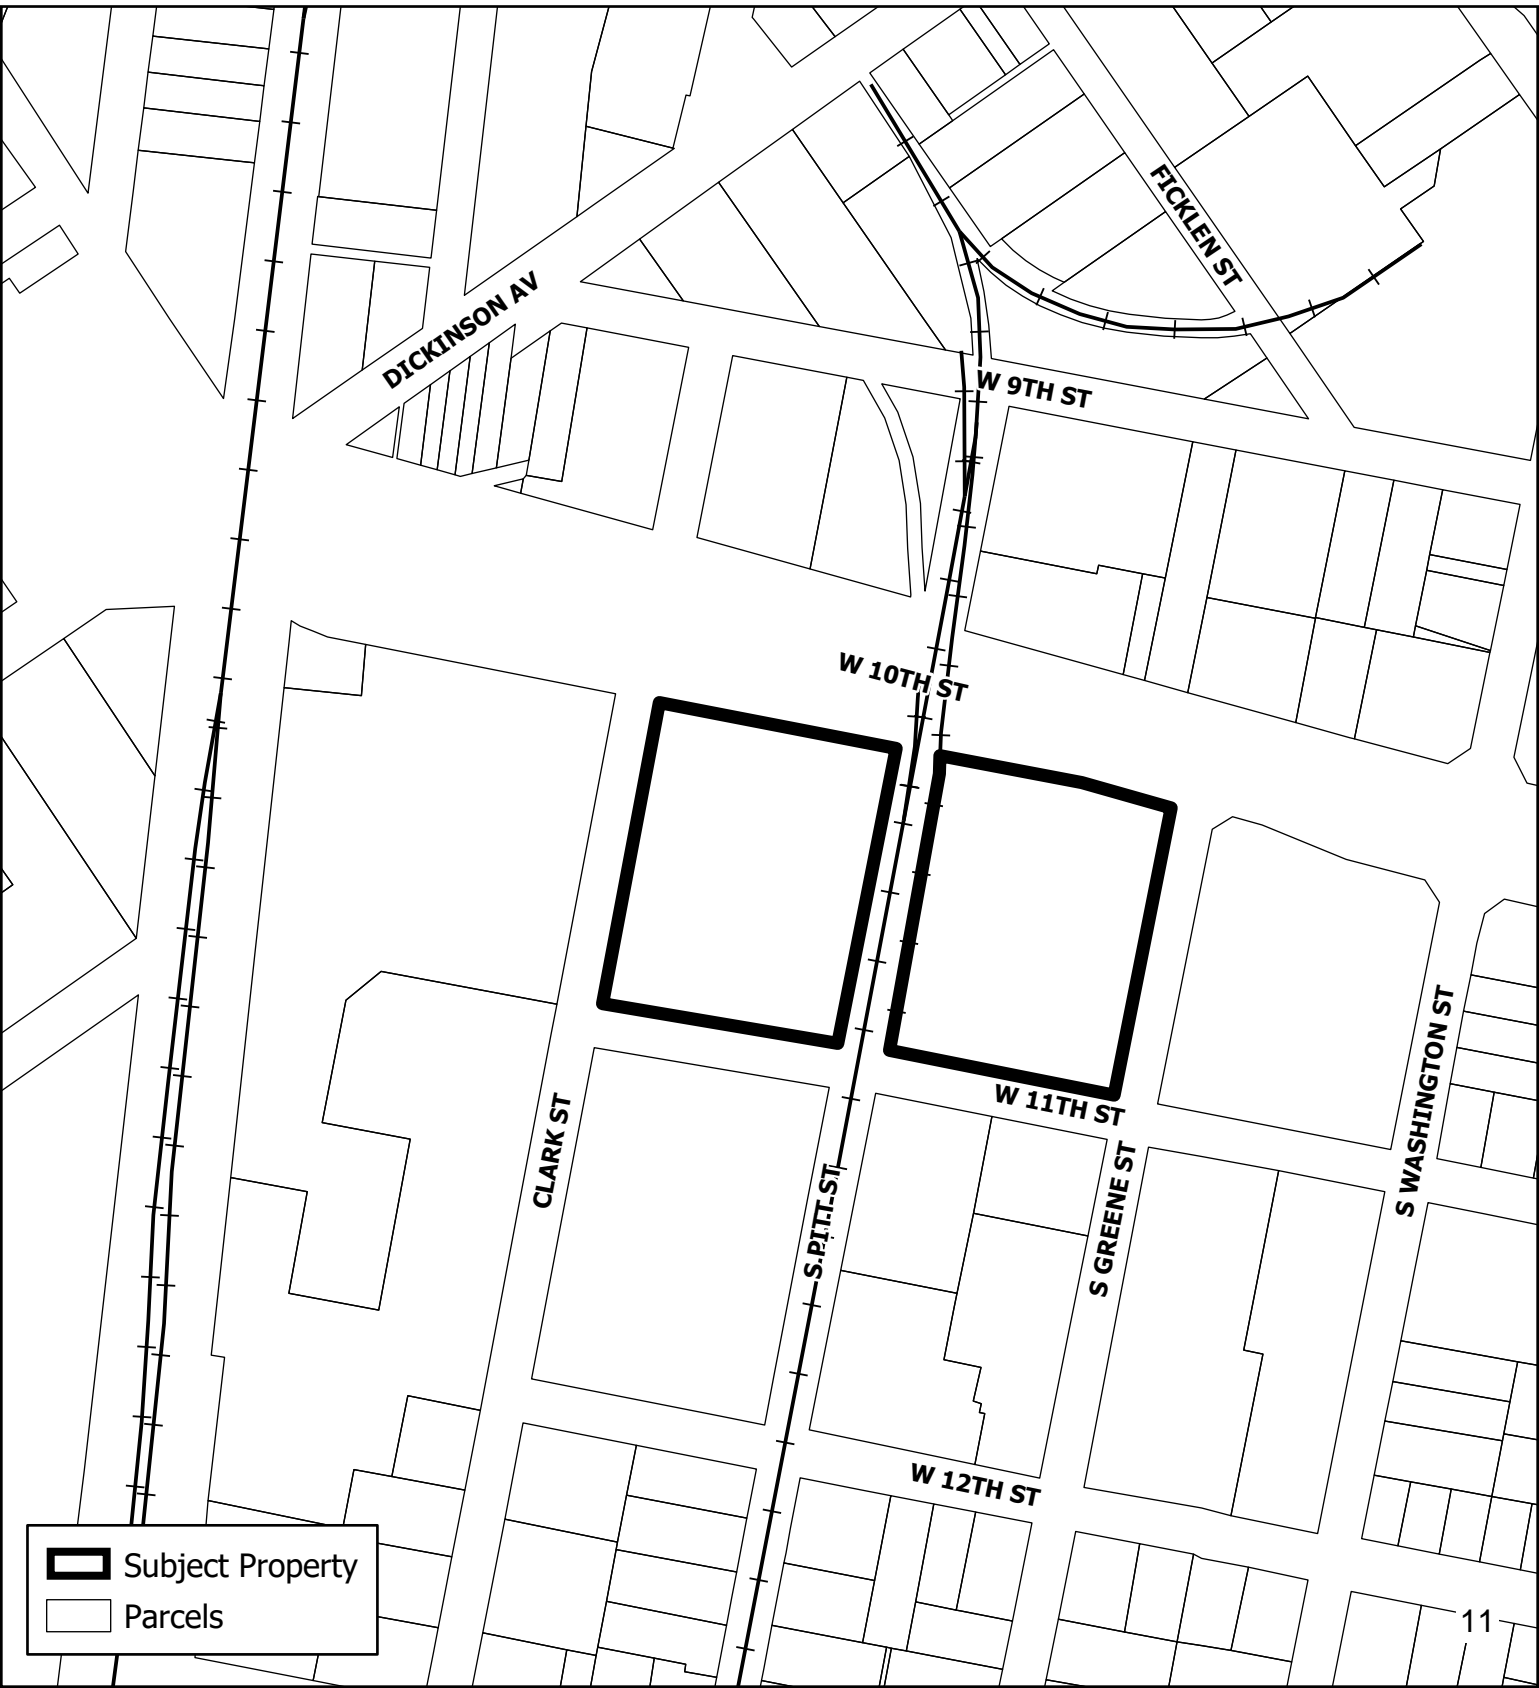 FICKLEN ST
DICKINSON AV
W 9TH ST
W 10TH ST
W 11TH ST
CLARK ST
S PITT ST
S GREENE ST
S WASHINGTON ST
W 12TH ST
Subject Property
Parcels
11